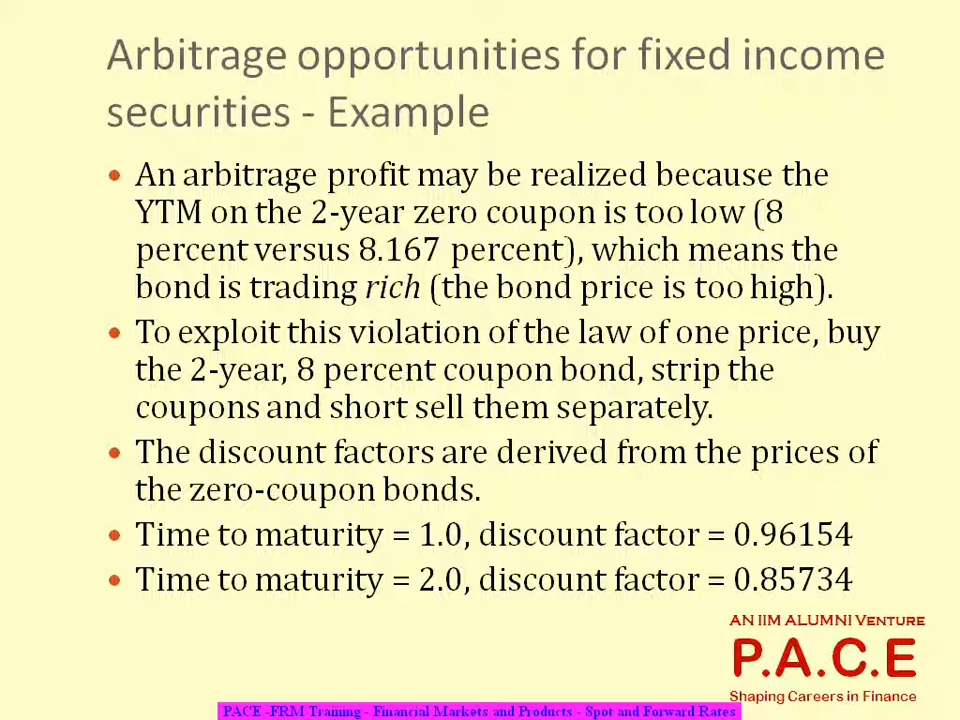 Arbitrage opportunities for fixed income
securities - Example
• An arbitrage profit may be realized because the
YTM on the 2-year zero coupon is too low (8
percent versus 8.167 percent), which means the
bond is trading rich (the bond price is too high).
• To exploit this violation of the law of one price, buy
the 2-year, 8 percent coupon bond, strip the
coupons and short sell them separately.
• The discount factors are derived from the prices of
the zero-coupon bonds.
• Time to maturity = 1.0, discount factor = 0.96154
• Time to maturity = 2.0, discount factor = 0.85734
AN IIM ALUMNI VENTURE
P.A.C.E
Shaping Careers in Finance
PACE -FRM Training - Financial Markets and Products - Spot and Forward Rates